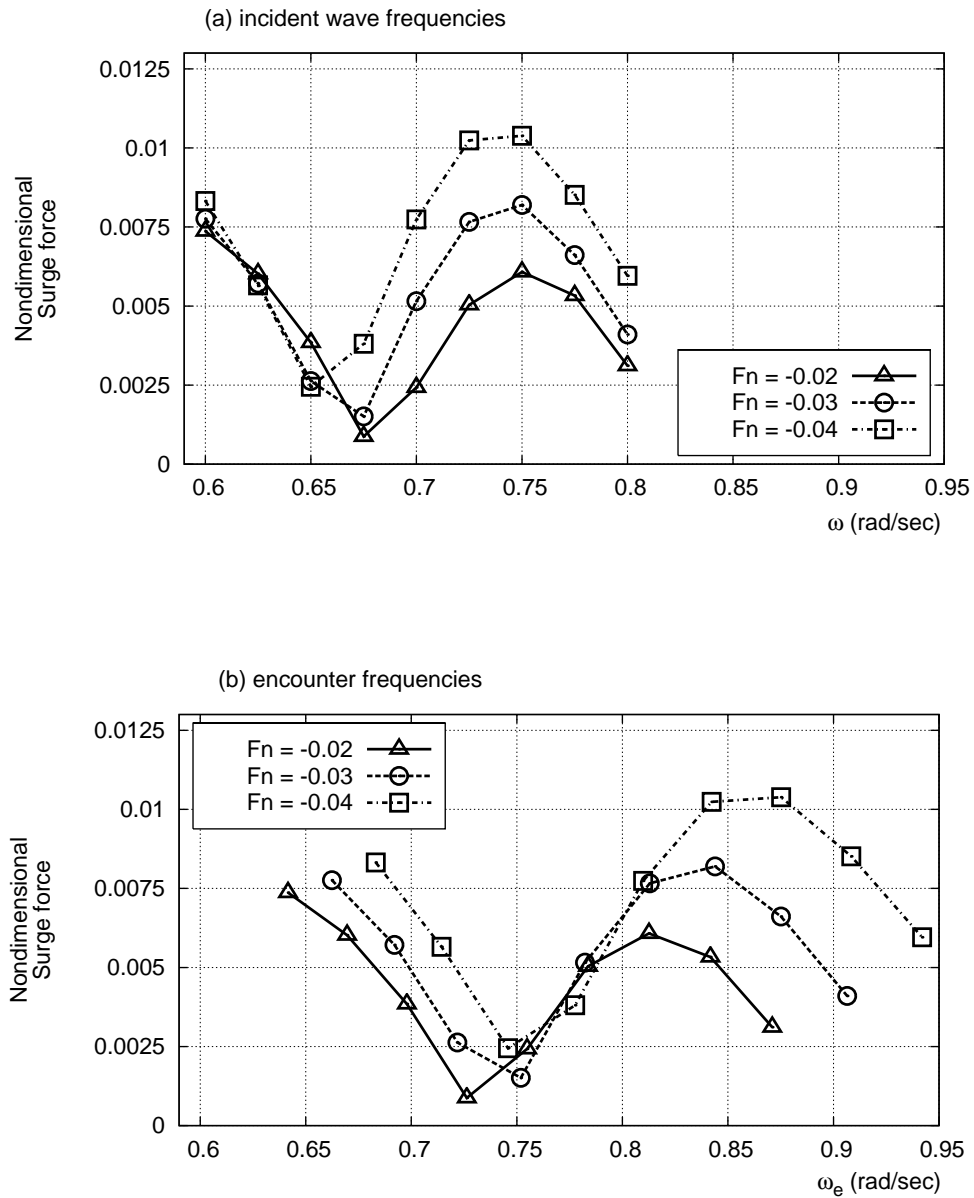 (a) incident wave frequencies
Nondimensional
Surge force
0.0125
0.01
0.0075
0.005
0.0025
0
Fn = -0.02
Fn = -0.03
Fn = -0.04
0.6 0.65 0.7 0.75 0.8 0.85 0.9 0.95
ω (rad/sec)
(b) encounter frequencies
Nondimensional
Surge force
0.0125
0.01
0.0075
0.005
0.0025
0
Fn = -0.02
Fn = -0.03
Fn = -0.04
0.6 0.65 0.7 0.75 0.8 0.85 0.9 0.95
ωe (rad/sec)